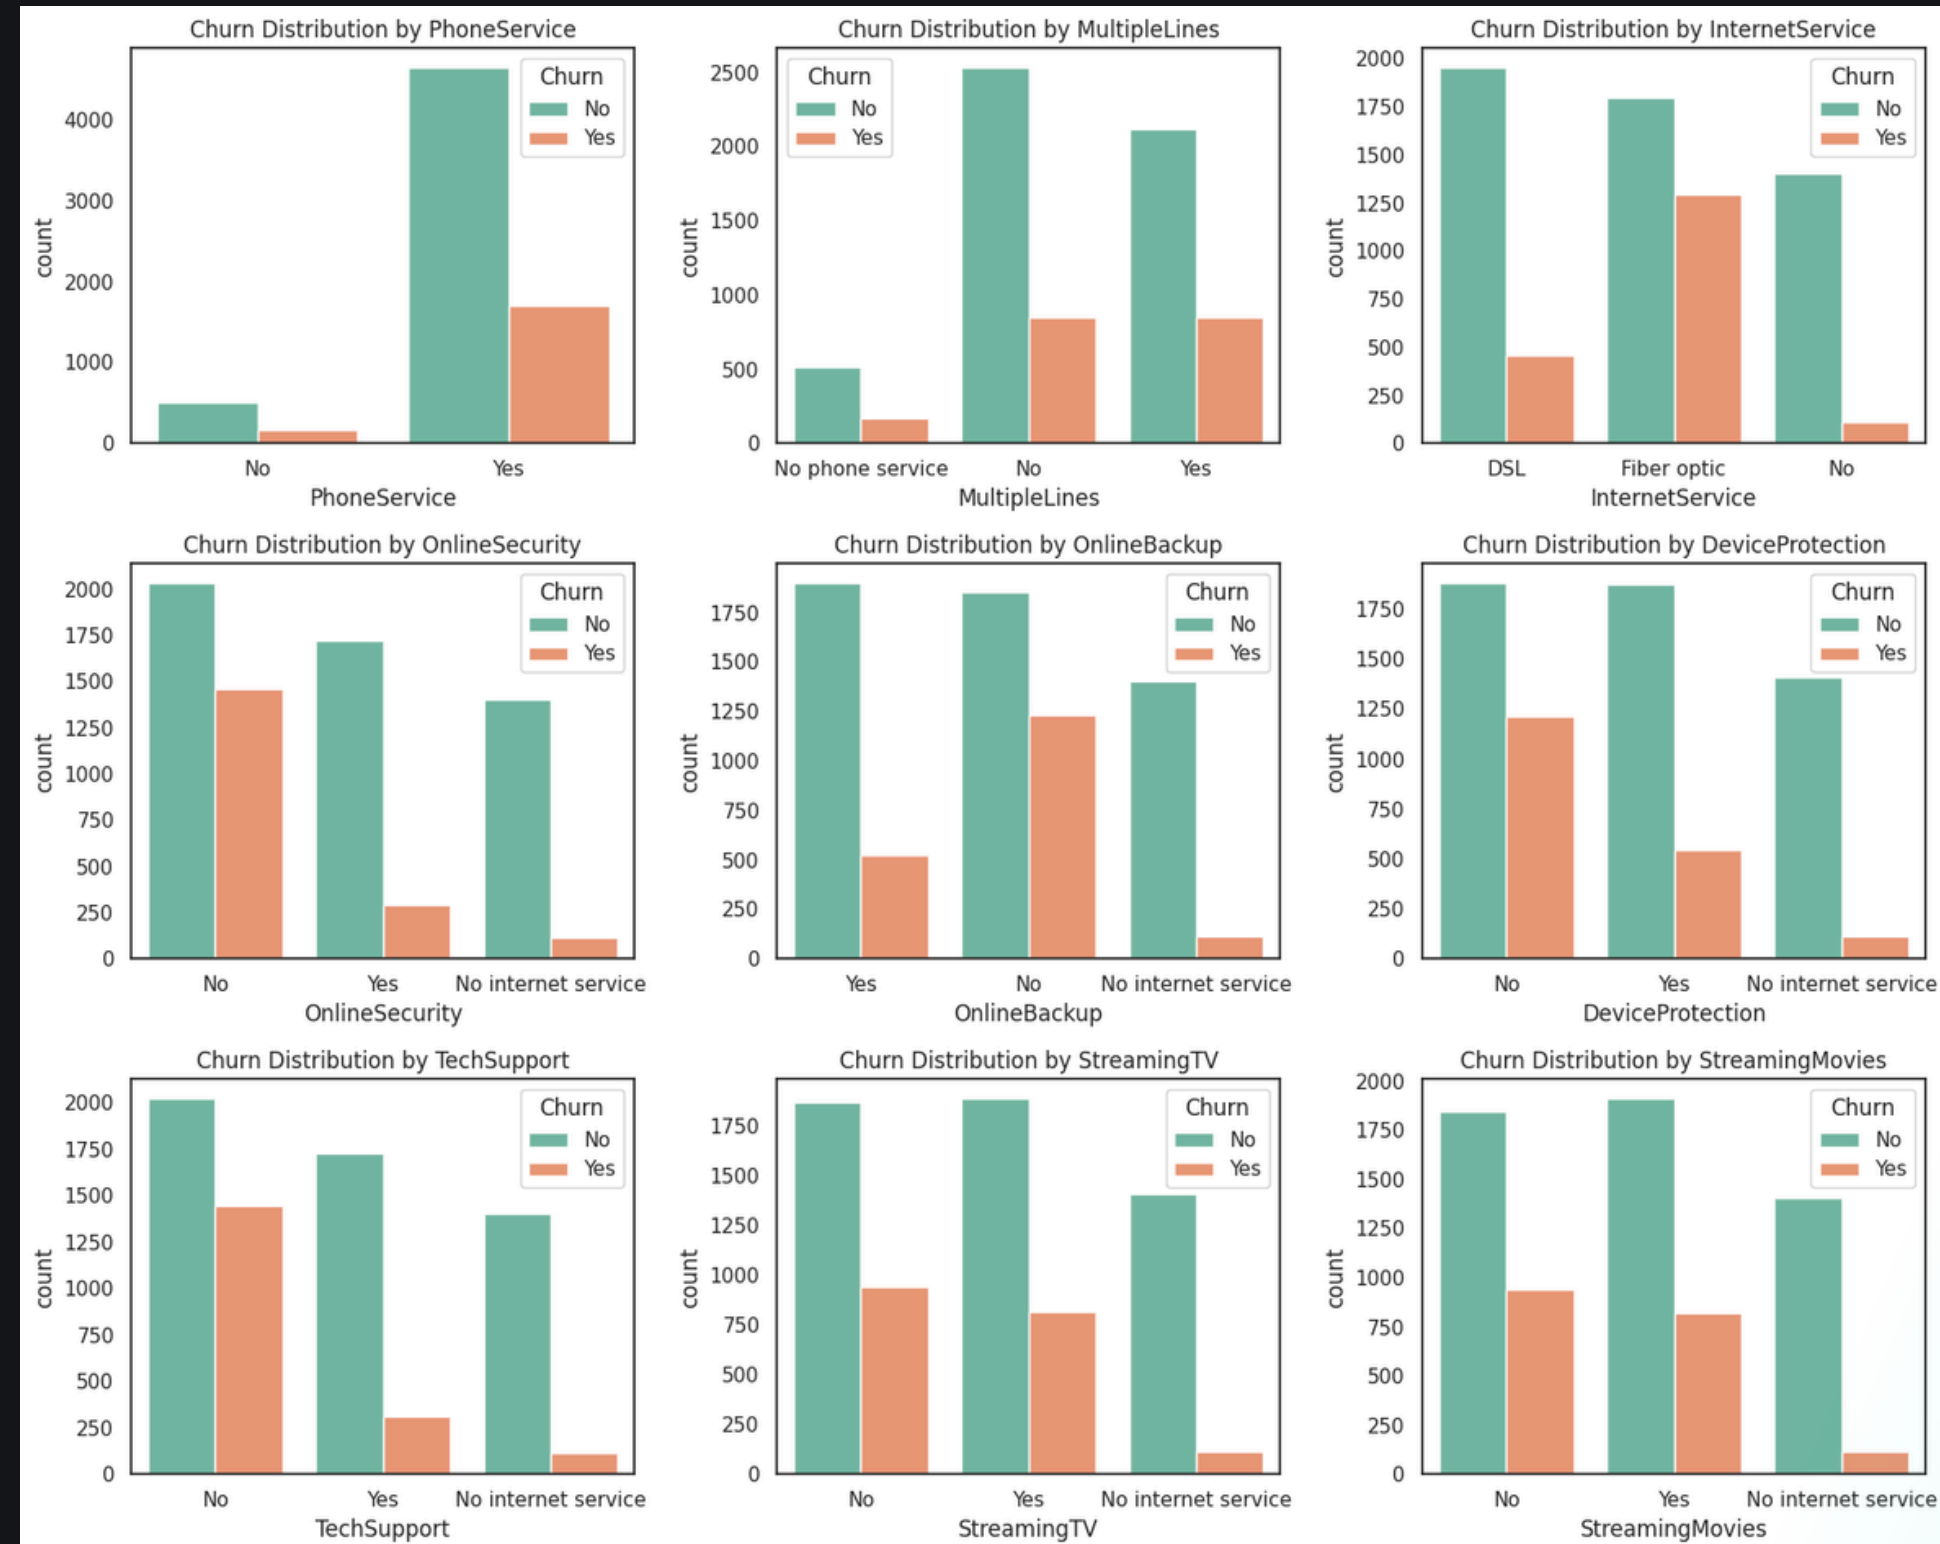 Churn Distribution by PhoneService
count
4000
3000
2000
1000
0
Churn
No
Yes
No Yes
PhoneService
Churn Distribution by MultipleLines
count
2500
2000
1500
1000
500
0
Churn
No
Yes
No phone service No Yes
MultipleLines
Churn Distribution by InternetService
count
2000
1750
1500
1250
1000
750
500
250
0
Churn
No
Yes
DSL Fiber optic No
InternetService
Churn Distribution by OnlineSecurity
count
2000
1750
1500
1250
1000
750
500
250
0
Churn
No
Yes
No Yes No internet service
OnlineSecurity
Churn Distribution by OnlineBackup
count
1750
1500
1250
1000
750
500
250
0
Churn
No
Yes
Yes No No internet service
OnlineBackup
Churn Distribution by DeviceProtection
count
1750
1500
1250
1000
750
500
250
0
Churn
No
Yes
No Yes No internet service
DeviceProtection
Churn Distribution by TechSupport
count
2000
1750
1500
1250
1000
750
500
250
0
Churn
No
Yes
No Yes No internet service
TechSupport
Churn Distribution by StreamingTV
count
1750
1500
1250
1000
750
500
250
0
Churn
No
Yes
No Yes No internet service
StreamingTV
Churn Distribution by StreamingMovies
count
2000
1750
1500
1250
1000
750
500
250
0
Churn
No
Yes
No Yes No internet service
StreamingMovies